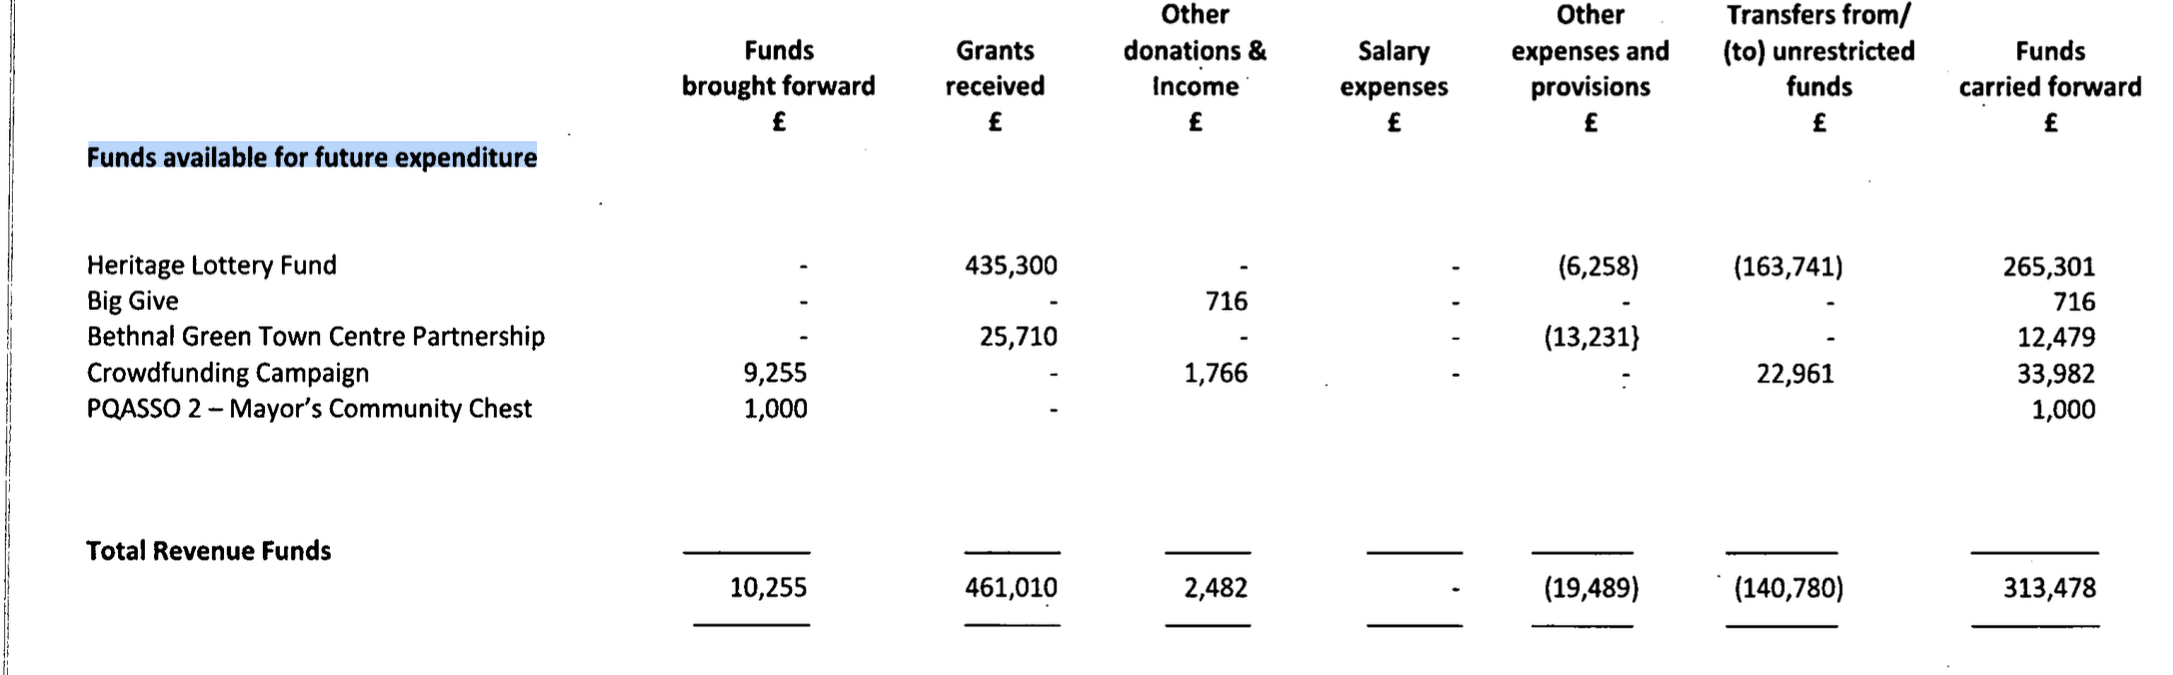 Other Other Transfers from/
Funds Grants donations & Salary expenses and (to) unrestricted Funds
brought forward received Income expenses provisions funds carried forward
£ £ £ £ £ £ £
Funds available for future expenditure
Heritage Lottery Fund - 435,300 - - (6,258) (163,741) 265,301
Big Give - - 716 - - - 716
Bethnal Green Town Centre Partnership - 25,710 - - (13,231} - 12,479
Crowdfunding Campaign 9,255 - 1,766 - - 22,961 33,982
PQASSO 2 – Mayor's Community Chest 1,000 - 1,000
Total Revenue Funds
10,255 461,010 2,482 - (19,489) (140,780) 313,478